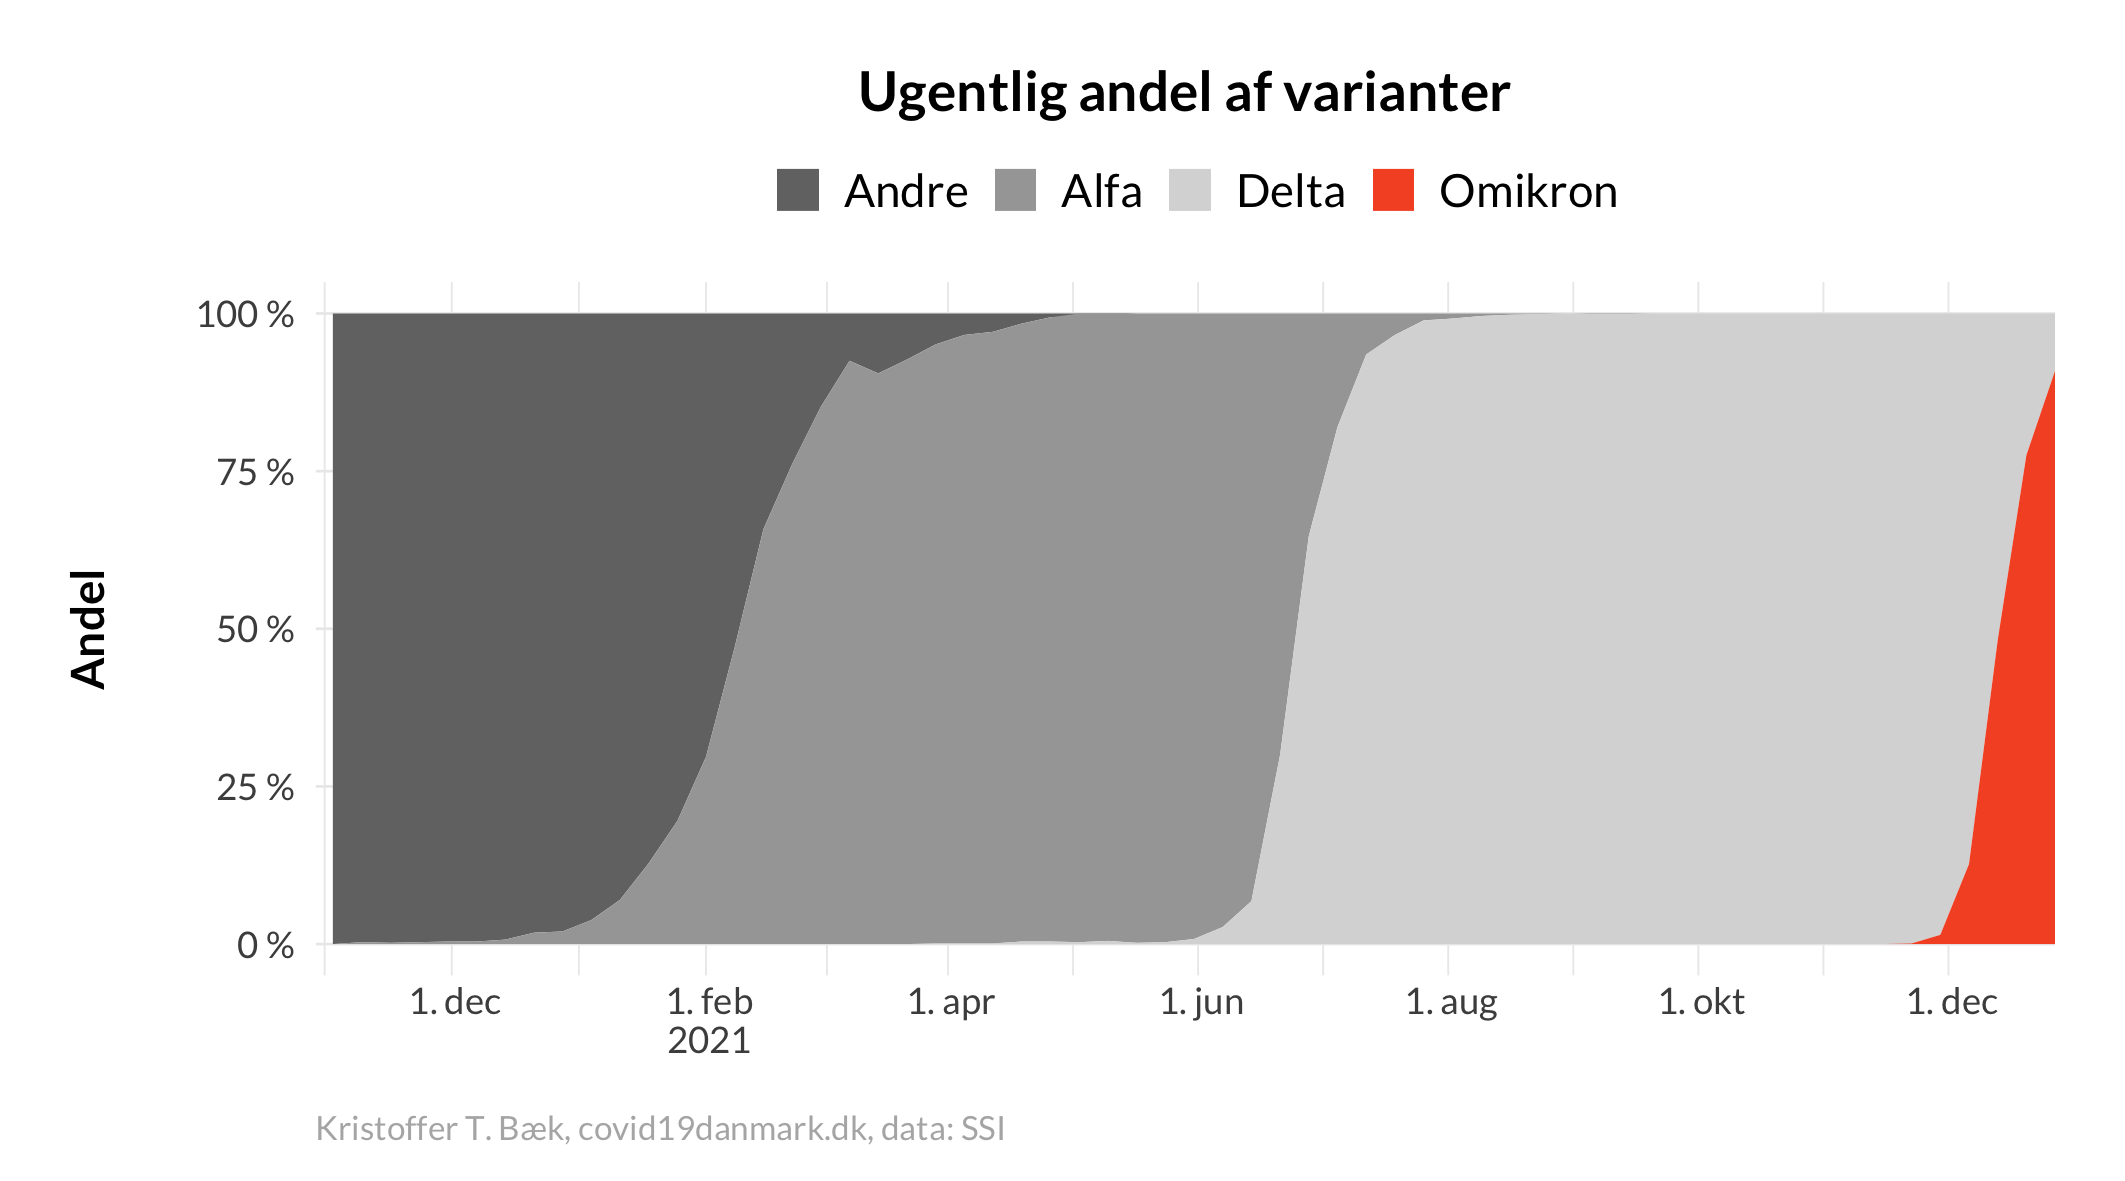 Ugentlig andel af varianter
Andre Alfa Delta Omikron
100 %
75 %
50 %
25 %
0 %
Andel
1. dec 1. feb 1. apr 1. jun 1. aug 1. okt 1. dec
2021
Kristoffer T. Bæk, covid19danmark.dk, data: SSI